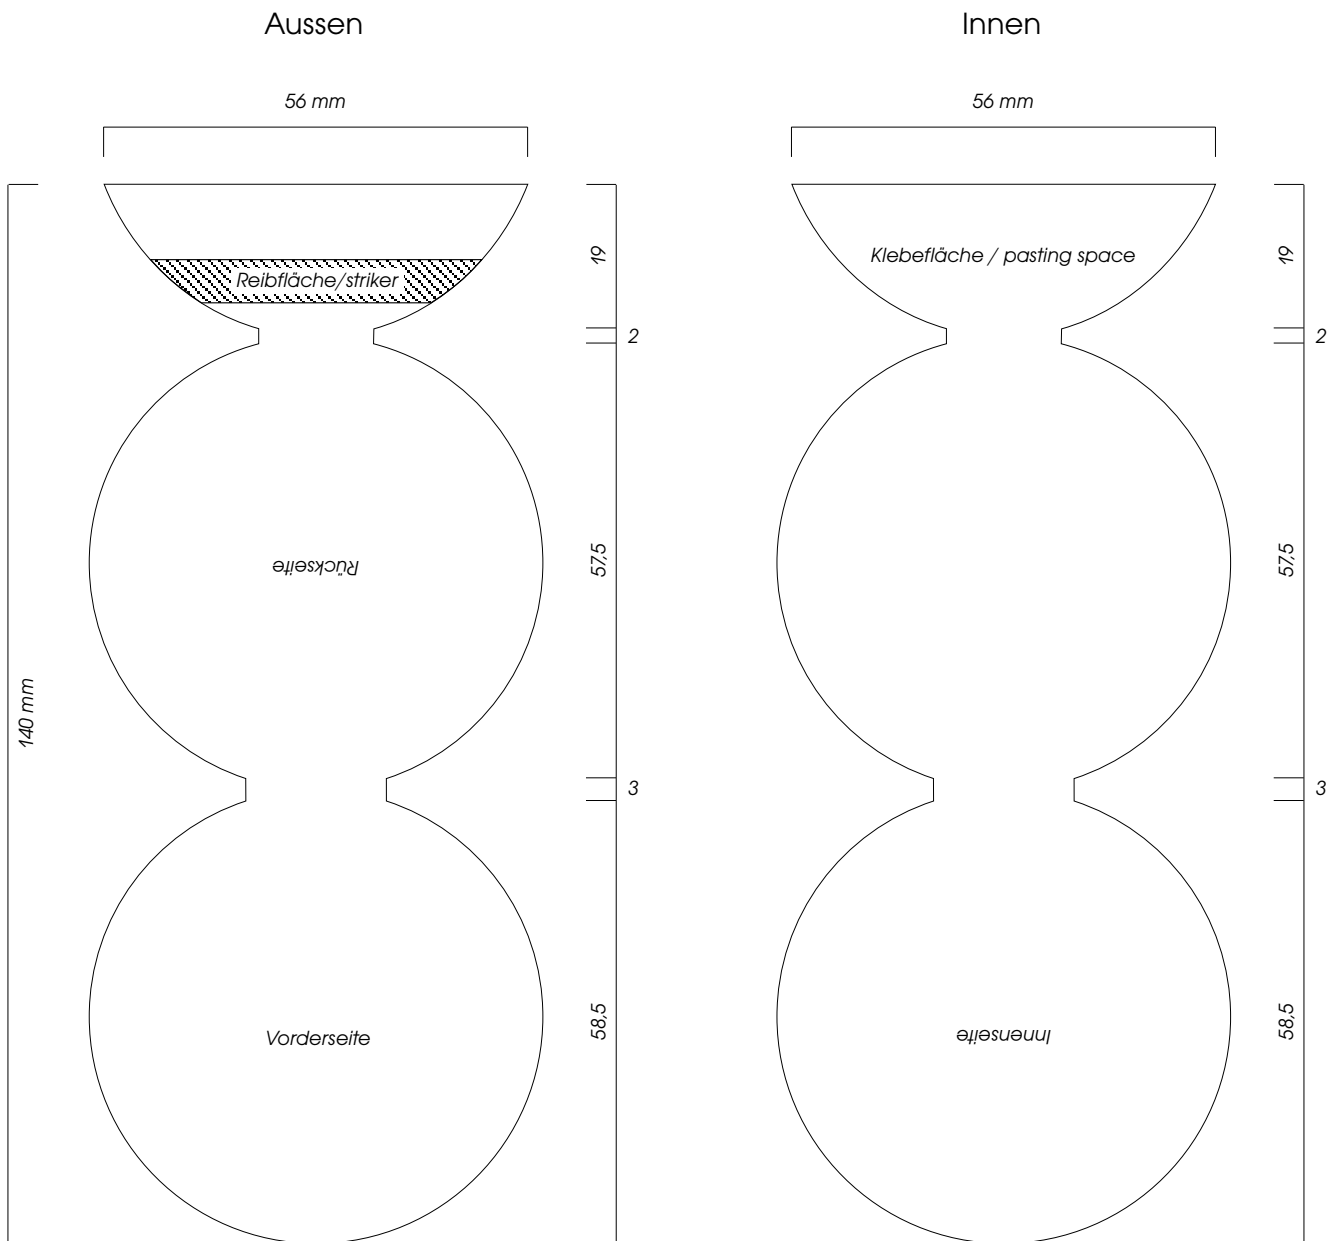 Aussen
Innen
56 mm
56 mm
19
19
Klebefläche / pasting space
Reibfläche/striker
2
2
57,5
57,5
Rückseite
140 mm
3
3
58,5
58,5
Vorderseite
Innenseite